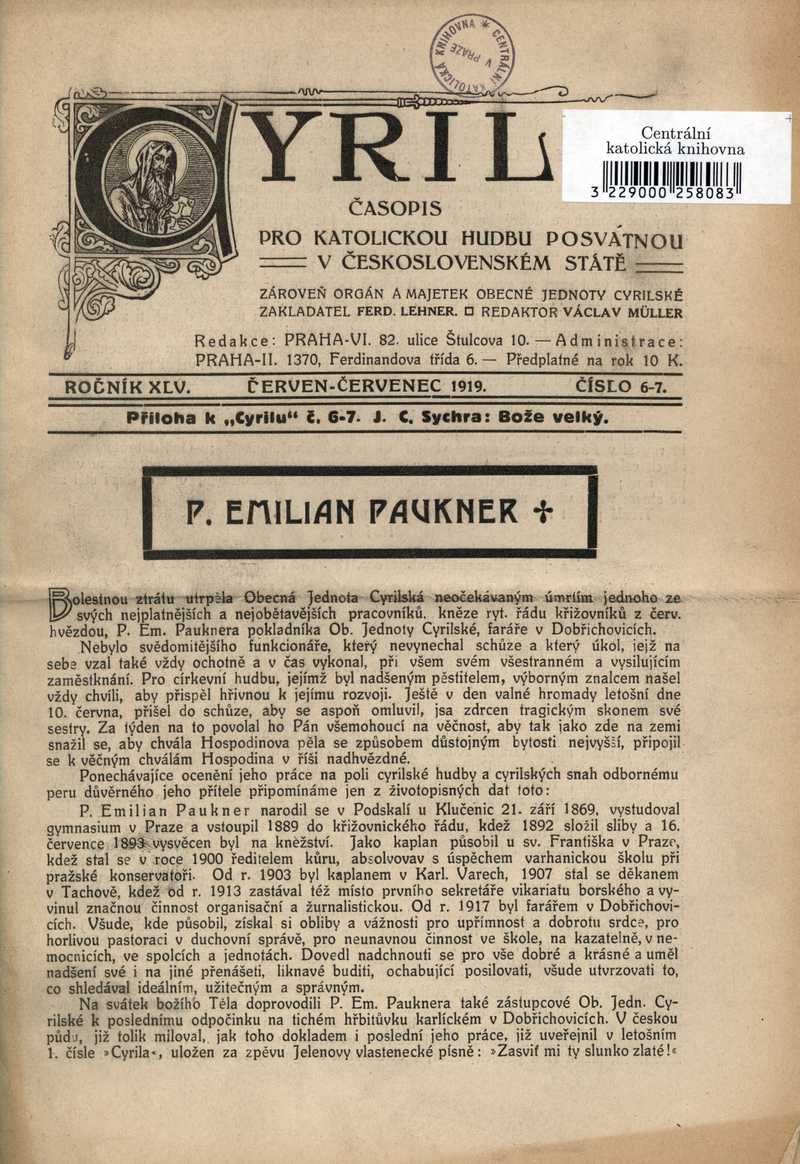 CENTRÁLNÍ KATOLICKÁ KNIHOVNA ✳
V PRAZE
CYRIL
Centrální
katolická knihovna
3 229000 258083
ČASOPIS
PRO KATOLICKOU HUDBU POSVÁTNOU
V ČESKOSLOVENSKÉM STÁTĚ
ZÁROVEŇ ORGÁN A MAJETEK OBECNÉ JEDNOTY CYRILSKÉ
ZAKLADATEL FERD. LEHNER. □ REDAKTOR VÁCLAV MÜLLER
Redakce: PRAHA-VI. 82. ulice Štulcova 10. — Administrace:
PRAHA-II. 1370, Ferdinandova třída 6. — Předplatné na rok 10 K.
ROČNÍK XLV. ČERVEN-ČERVENEC 1919. ČÍSLO 6-7.
Příloha k „Cyrilu“ č. 6-7. J. C. Sychra: Bože velký.
P. EMILIAN PAUKNER ✢
Bolestnou ztrátu utrpěla Obecná Jednota Cyrilská neočekávaným úmrtím jednoho ze
svých nejplatnějších a nejobětavějších pracovníků. kněze ryt. řádu křižovníků z červ.
hvězdou, P. Em. Pauknera pokladníka Ob. Jednoty Cyrilské, faráře v Dobřichovicích.
Nebylo svědomitějšího funkcionáře, který nevynechal schůze a který úkol, jejž na
sebe vzal také vždy ochotně a v čas vykonal, při všem svém všestranném a vysilujícím
zaměstknání. Pro církevní hudbu, jejímž byl nadšeným pěstitelem, výborným znalcem našel
vždy chvíli, aby přispěl hřivnou k jejímu rozvoji. Ještě v den valné hromady letošní dne
10. června, přišel do schůze, aby se aspoň omluvil, jsa zdrcen tragickým skonem své
sestry. Za týden na to povolal ho Pán všemohoucí na věčnost, aby tak jako zde na zemi
snažil se, aby chvála Hospodinova pěla se způsobem důstojným bytosti nejvyšší, připojil
se k věčným chválám Hospodina v říši nadhvězdné.
Ponechávajíce ocenění jeho práce na poli cyrilské hudby a cyrilských snah odbornému
peru důvěrného jeho přítele připomínáme jen z životopisných dat toto:
P. Emilian Paukner narodil se v Podskalí u Klučenic 21. září 1869, vystudoval
gymnasium v Praze a vstoupil 1889 do křižovnického řádu, kdež 1892 složil sliby a 16.
července 1893 vysvěcen byl na kněžství. Jako kaplan působil u sv. Františka v Praze,
kdež stal se v roce 1900 ředitelem kůru, absolvovav s úspěchem varhanickou školu při
pražské konservatoři. Od r. 1903 byl kaplanem v Karl. Varech, 1907 stal se děkanem
v Tachově, kdež od r. 1913 zastával též místo prvního sekretáře vikariatu borského a vy-
vinul značnou činnost organisační a žurnalistickou. Od r. 1917 byl farářem v Dobřichovi-
cích. Všude, kde působil, získal si obliby a vážnosti pro upřímnost a dobrotu srdce, pro
horlivou pastoraci v duchovní správě, pro neunavnou činnost ve škole, na kazatelně, v ne-
mocnicích, ve spolcích a jednotách. Dovedl nadchnouti se pro vše dobré a krásné a uměl
nadšení své i na jiné přenášeti, liknavé buditi, ochabující posilovati, všude utvrzovati to,
co shledával ideálním, užitečným a správným.
Na svátek božího Těla doprovodili P. Em. Pauknera také zástupcové Ob. Jedn. Cy-
rilské k poslednímu odpočinku na tichém hřbitůvku karlíckém v Dobřichovicích. V českou
půdu, již tolik miloval, jak toho dokladem i poslední jeho práce, již uveřejnil v letošním
1. čísle »Cyrila«, uložen za zpěvu Jelenovy vlastenecké písně: »Zasviť mi ty slunko zlaté!«